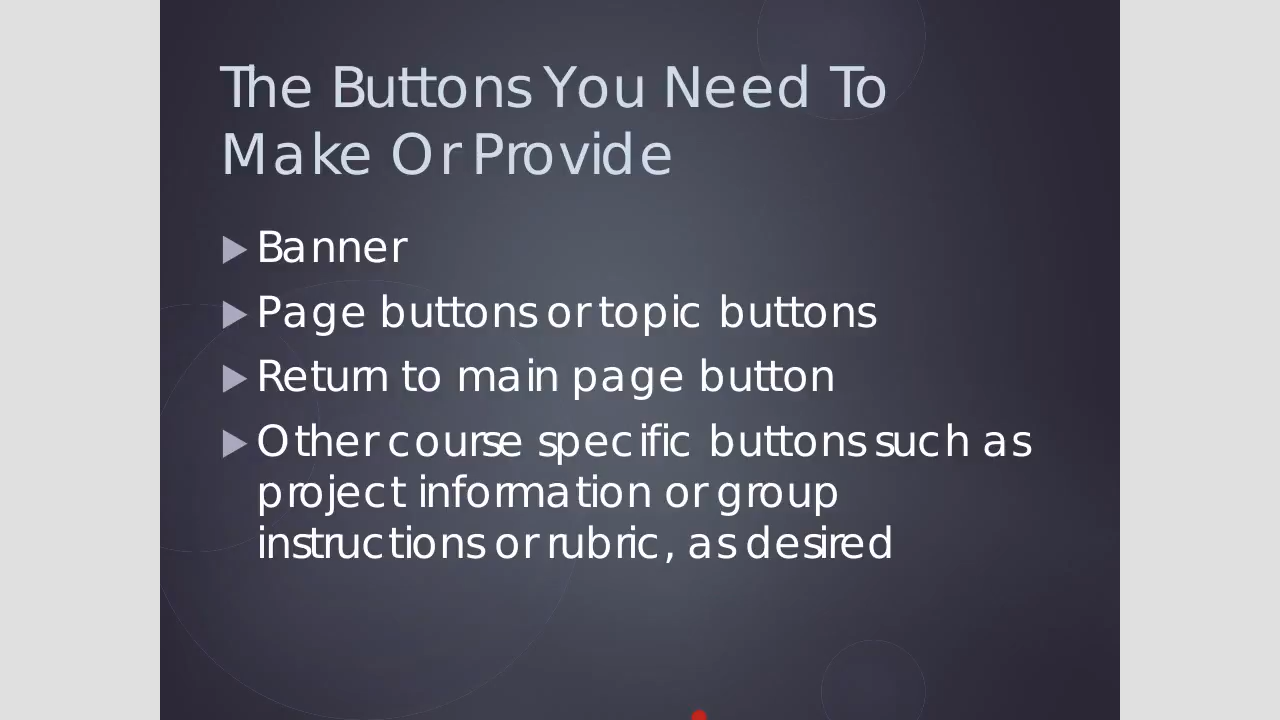 The Buttons You Need To
Make Or Provide
Banner
Page buttons or topic buttons
Return to main page button
Other course specific buttons such as
project information or group
instructions or rubric, as desired